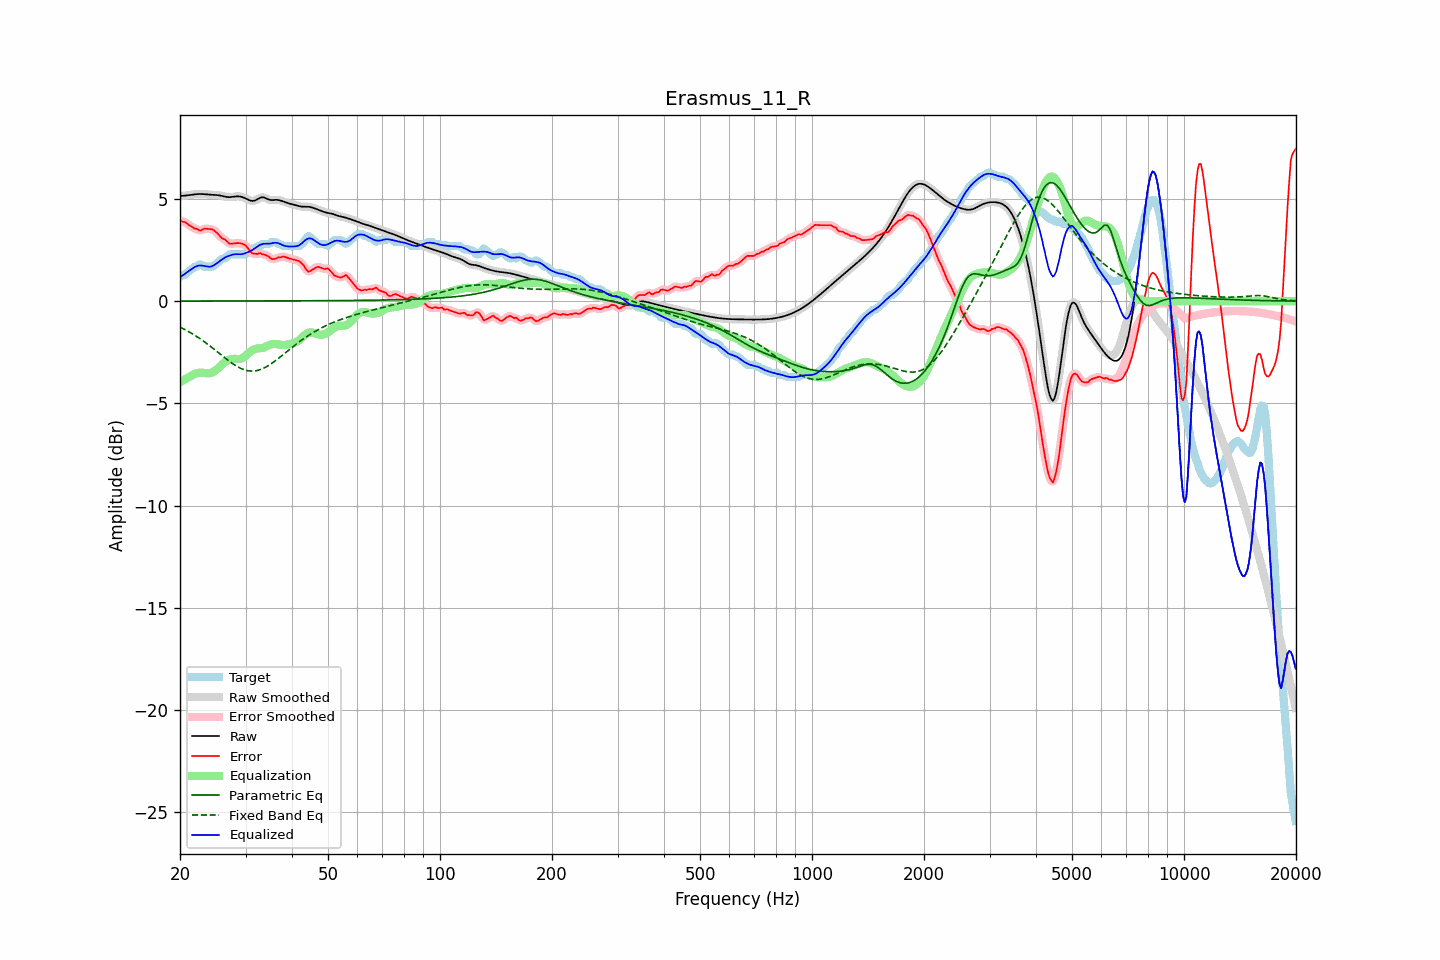 Erasmus_11_R
Amplitude (dBr)
5
0
−5
−10
−15
−20
−25
Target
Raw Smoothed
Error Smoothed
Raw
Error
Equalization
Parametric Eq
Fixed Band Eq
Equalized
20 50 100 200 500 1000 2000 5000 10000 20000
Frequency (Hz)